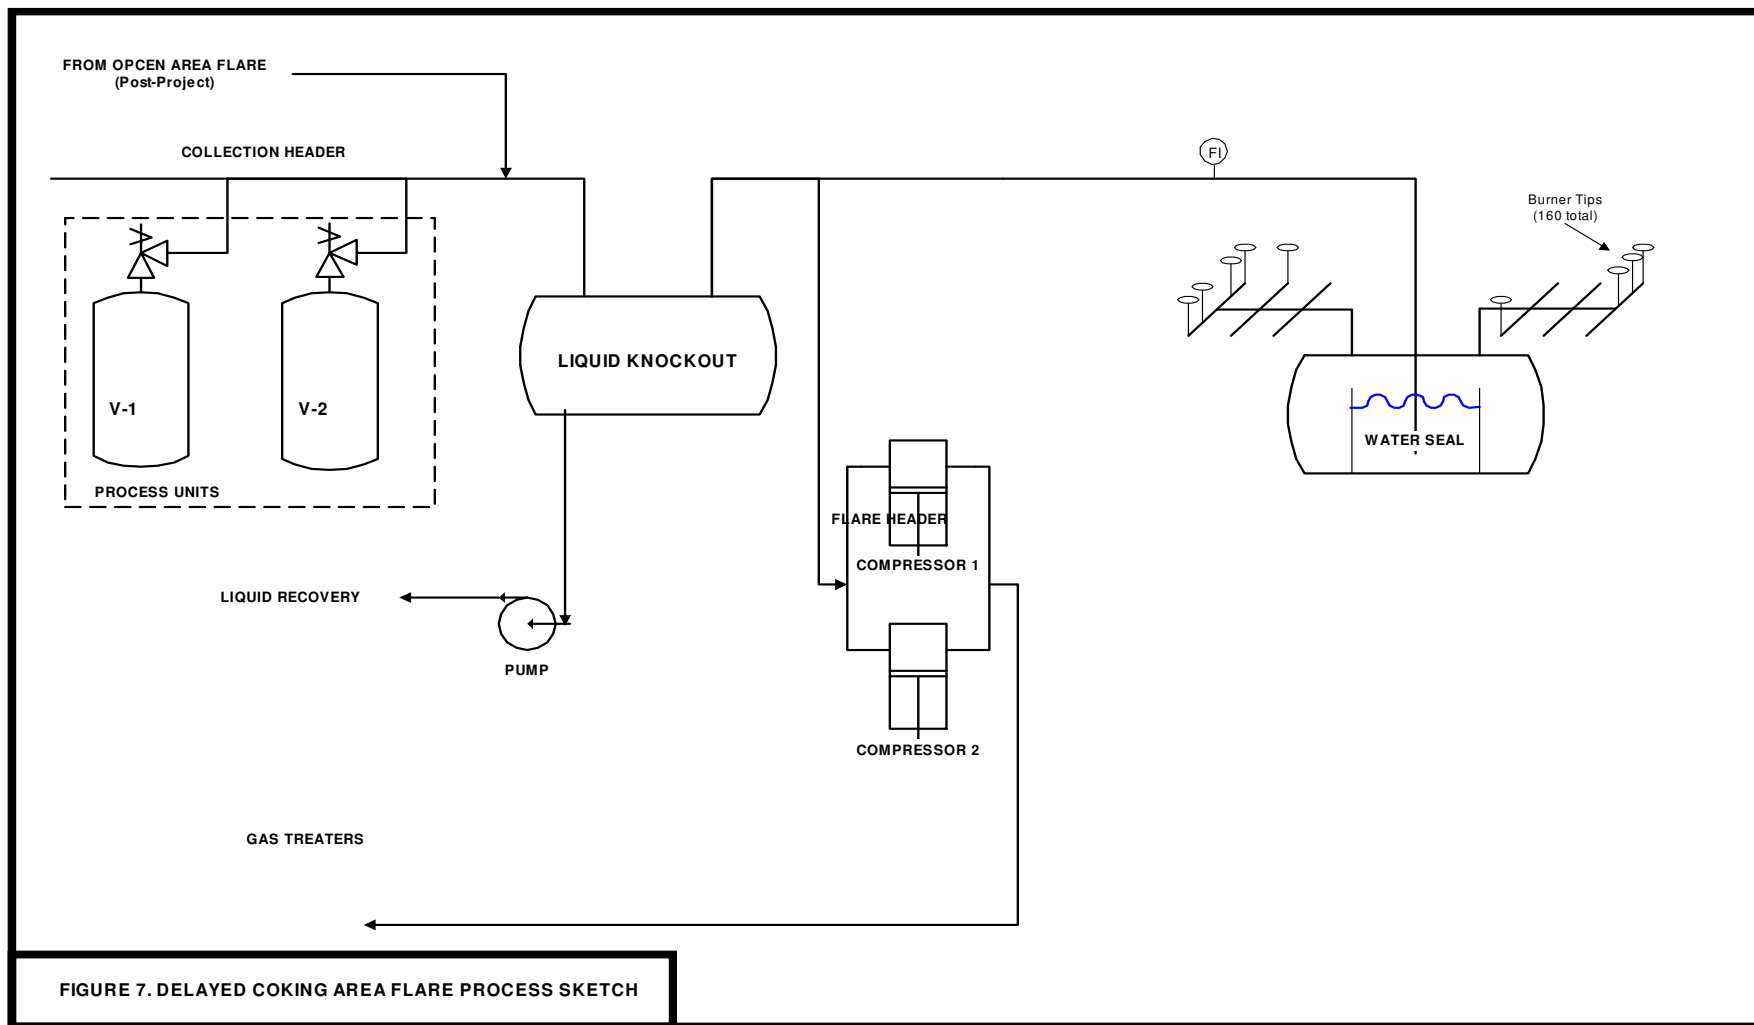 FROM OPCEN AREA FLARE
(Post-Project)
COLLECTION HEADER
FI
Burner Tips
(160 total)
LIQUID KNOCKOUT
V-1
V-2
WATER SEAL
PROCESS UNITS
FLARE HEADER
COMPRESSOR 1
LIQUID RECOVERY
PUMP
COMPRESSOR 2
GAS TREATERS
FIGURE 7. DELAYED COKING AREA FLARE PROCESS SKETCH